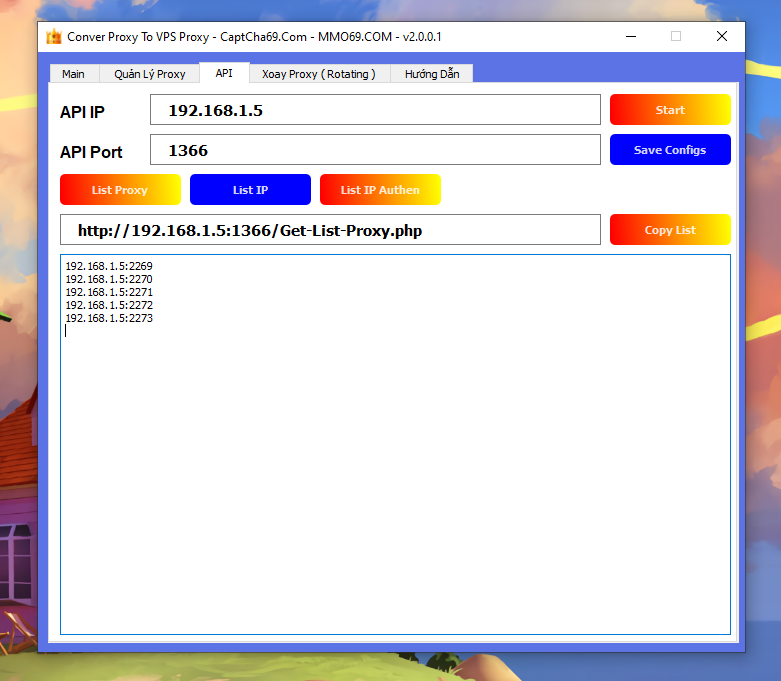 Conver Proxy To VPS Proxy - CaptCha69.Com - MMO69.COM - v2.0.0.1
Main Quản Lý Proxy API Xoay Proxy ( Rotating ) Hướng Dẫn
API IP 192.168.1.5 Start
API Port 1366 Save Configs
List Proxy List IP List IP Authen
http://192.168.1.5:1366/Get-List-Proxy.php Copy List
192.168.1.5:2269
192.168.1.5:2270
192.168.1.5:2271
192.168.1.5:2272
192.168.1.5:2273